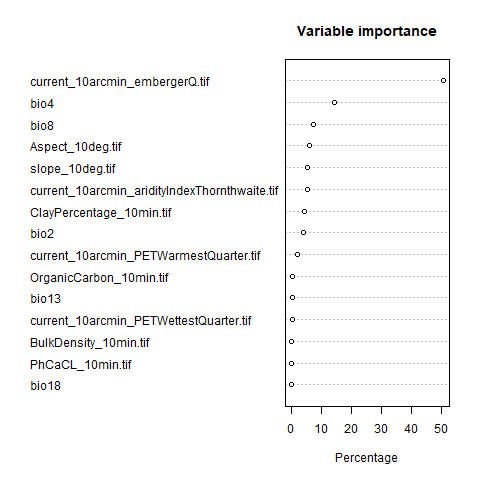 Variable importance
current_10arcmin_embergerQ.tif
bio4
bio8
Aspect_10deg.tif
slope_10deg.tif
current_10arcmin_aridityIndexThornthwaite.tif
ClayPercentage_10min.tif
bio2
current_10arcmin_PETWarmestQuarter.tif
OrganicCarbon_10min.tif
bio13
current_10arcmin_PETWettestQuarter.tif
BulkDensity_10min.tif
PhCaCL_10min.tif
bio18
0 10 20 30 40 50
Percentage